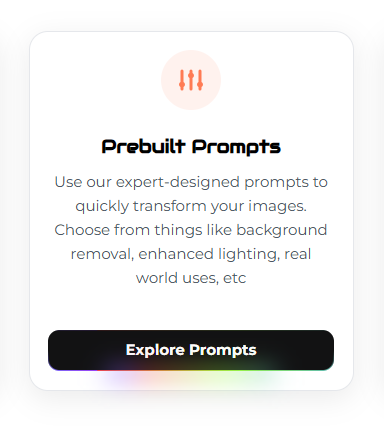 Prebuilt Prompts
Use our expert-designed prompts to
quickly transform your images.
Choose from things like background
removal, enhanced lighting, real
world uses, etc
Explore Prompts